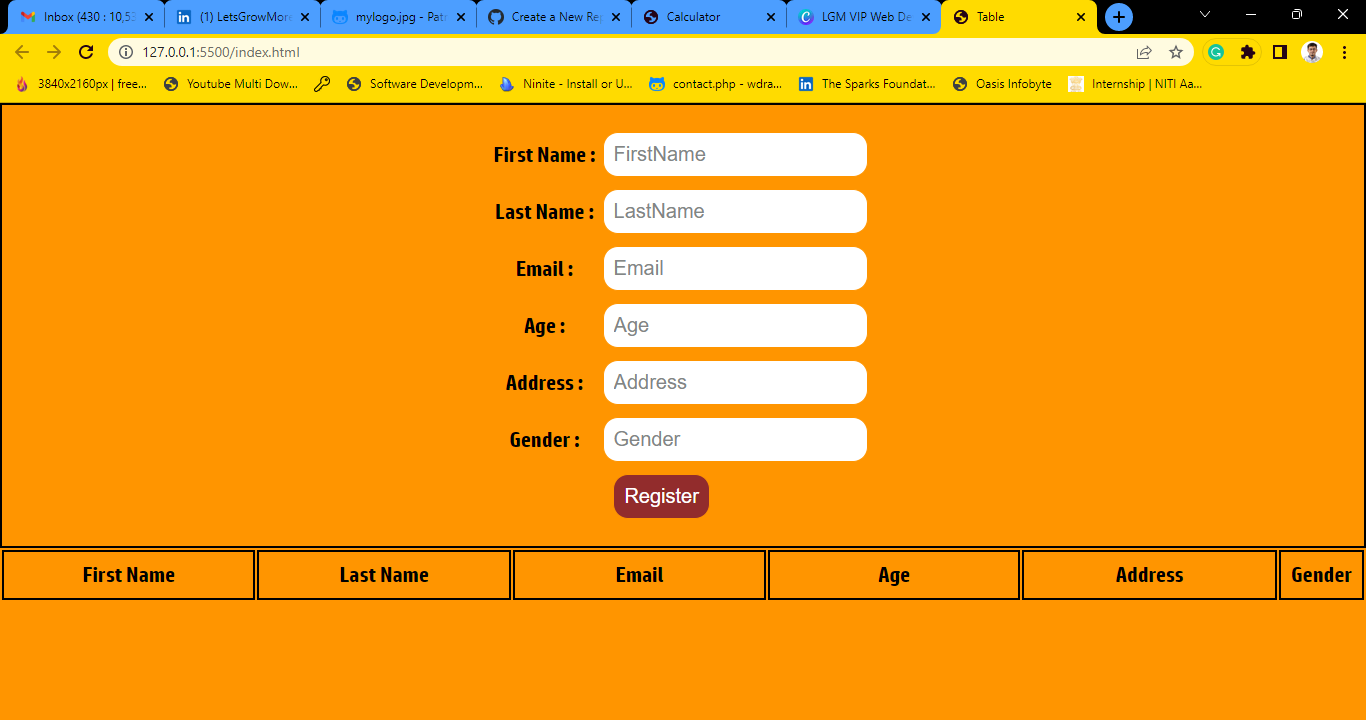 Inbox (430 : 10,53 (1) LetsGrowMore mylogo.jpg - Pat Create a New Rep Calculator LGM VIP Web De Table
127.0.0.1:5500/index.html
3840x2160px | free... Youtube Multi Dow... Software Developm... Ninite - Install or U... contact.php - wdra... The Sparks Foundat... Oasis Infobyte Internship | NITI Aa...
First Name : FirstName
Last Name : LastName
Email : Email
Age : Age
Address : Address
Gender : Gender
Register
First Name Last Name Email Age Address Gender